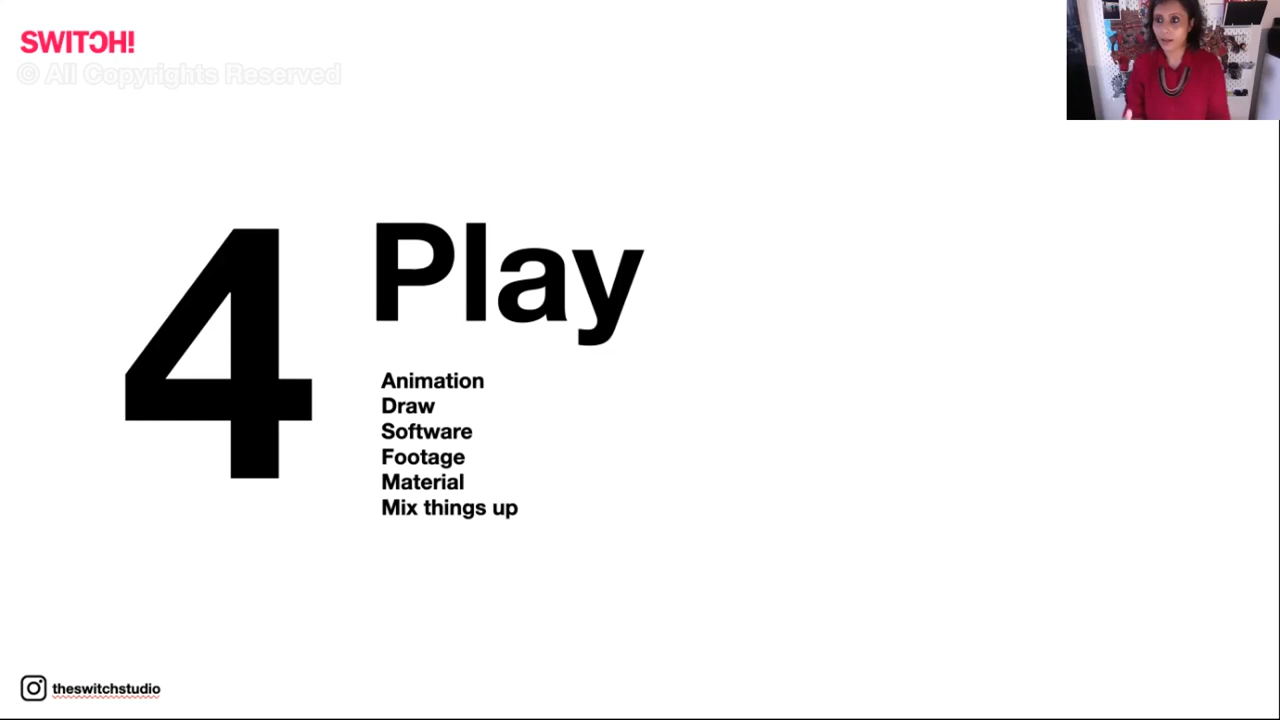 SWITCH!
© All Copyrights Reserved
4
Play
Animation
Draw
Software
Footage
Material
Mix things up
theswitchstudio